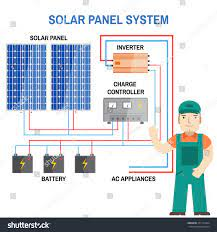 SOLAR PANEL SYSTEM
SOLAR PANEL
INVERTER
CHARGE
CONTROLLER
BATTERY
AC APPLIANCES
shutterstock